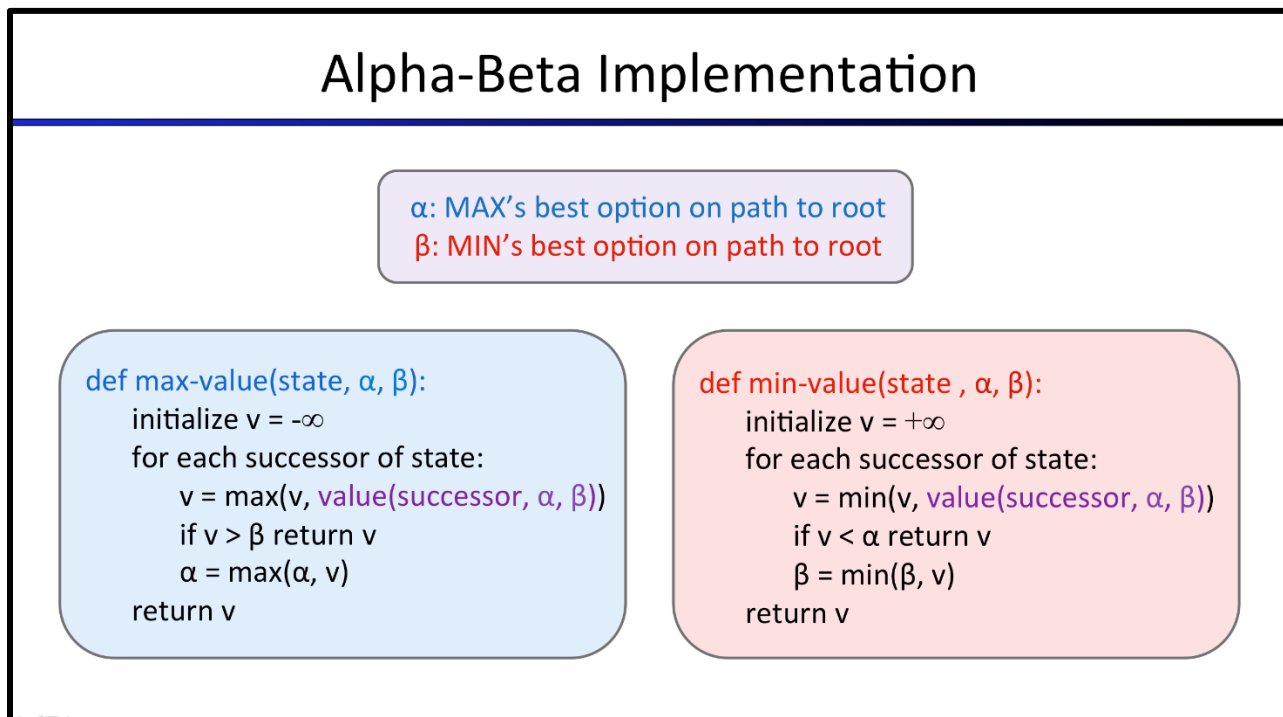 Alpha-Beta Implementation
α: MAX’s best option on path to root
β: MIN’s best option on path to root
def max-value(state, α, β):
initialize v = -∞
for each successor of state:
v = max(v, value(successor, α, β))
if v > β return v
α = max(α, v)
return v
def min-value(state , α, β):
initialize v = +∞
for each successor of state:
v = min(v, value(successor, α, β))
if v < α return v
β = min(β, v)
return v